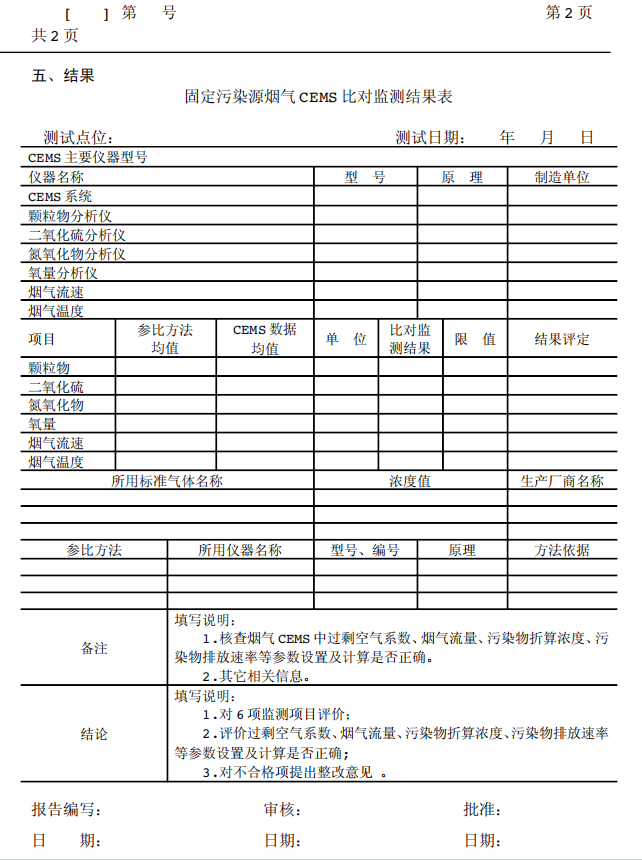 [ ] 第 号 第 2 页
共 2 页
五、结果
固定污染源烟气 CEMS 比对监测结果表
测试点位： 测试日期： 年 月 日
CEMS 主要仪器型号
仪器名称 型 号 原 理 制造单位
CEMS 系统
颗粒物分析仪
二氧化硫分析仪
氮氧化物分析仪
氧量分析仪
烟气流速
烟气温度
项目 参比方法 均值 CEMS 数据 均值 单 位 比对监 测结果 限 值 结果评定
颗粒物
二氧化硫
氮氧化物
氧量
烟气流速
烟气温度
所用标准气体名称 浓度值 生产厂商名称
参比方法 所用仪器名称 型号、编号 原理 方法依据
备注
填写说明：
1.核查烟气 CEMS 中过剩空气系数、烟气流量、污染物折算浓度、污
染物排放速率等参数设置及计算是否正确。
2.其它相关信息。
结论
填写说明：
1.对 6 项监测项目评价；
2.评价过剩空气系数、烟气流量、污染物折算浓度、污染物排放速率
等参数设置及计算是否正确；
3.对不合格项提出整改意见 。
报告编写： 审核： 批准：
日 期： 日期： 日期：